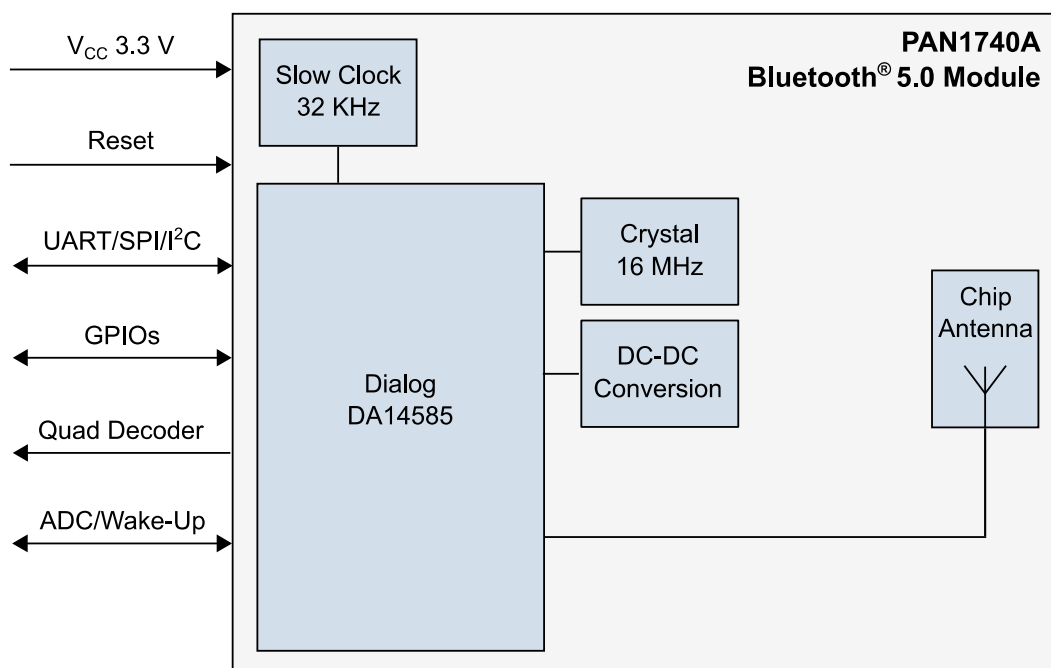 V_CC 3.3 V
Reset
UART/SPI/I²C
GPIOs
Quad Decoder
ADC/Wake-Up
PAN1740A
Bluetooth® 5.0 Module
Slow Clock
32 KHz
Dialog
DA14585
Crystal
16 MHz
DC-DC
Conversion
Chip
Antenna